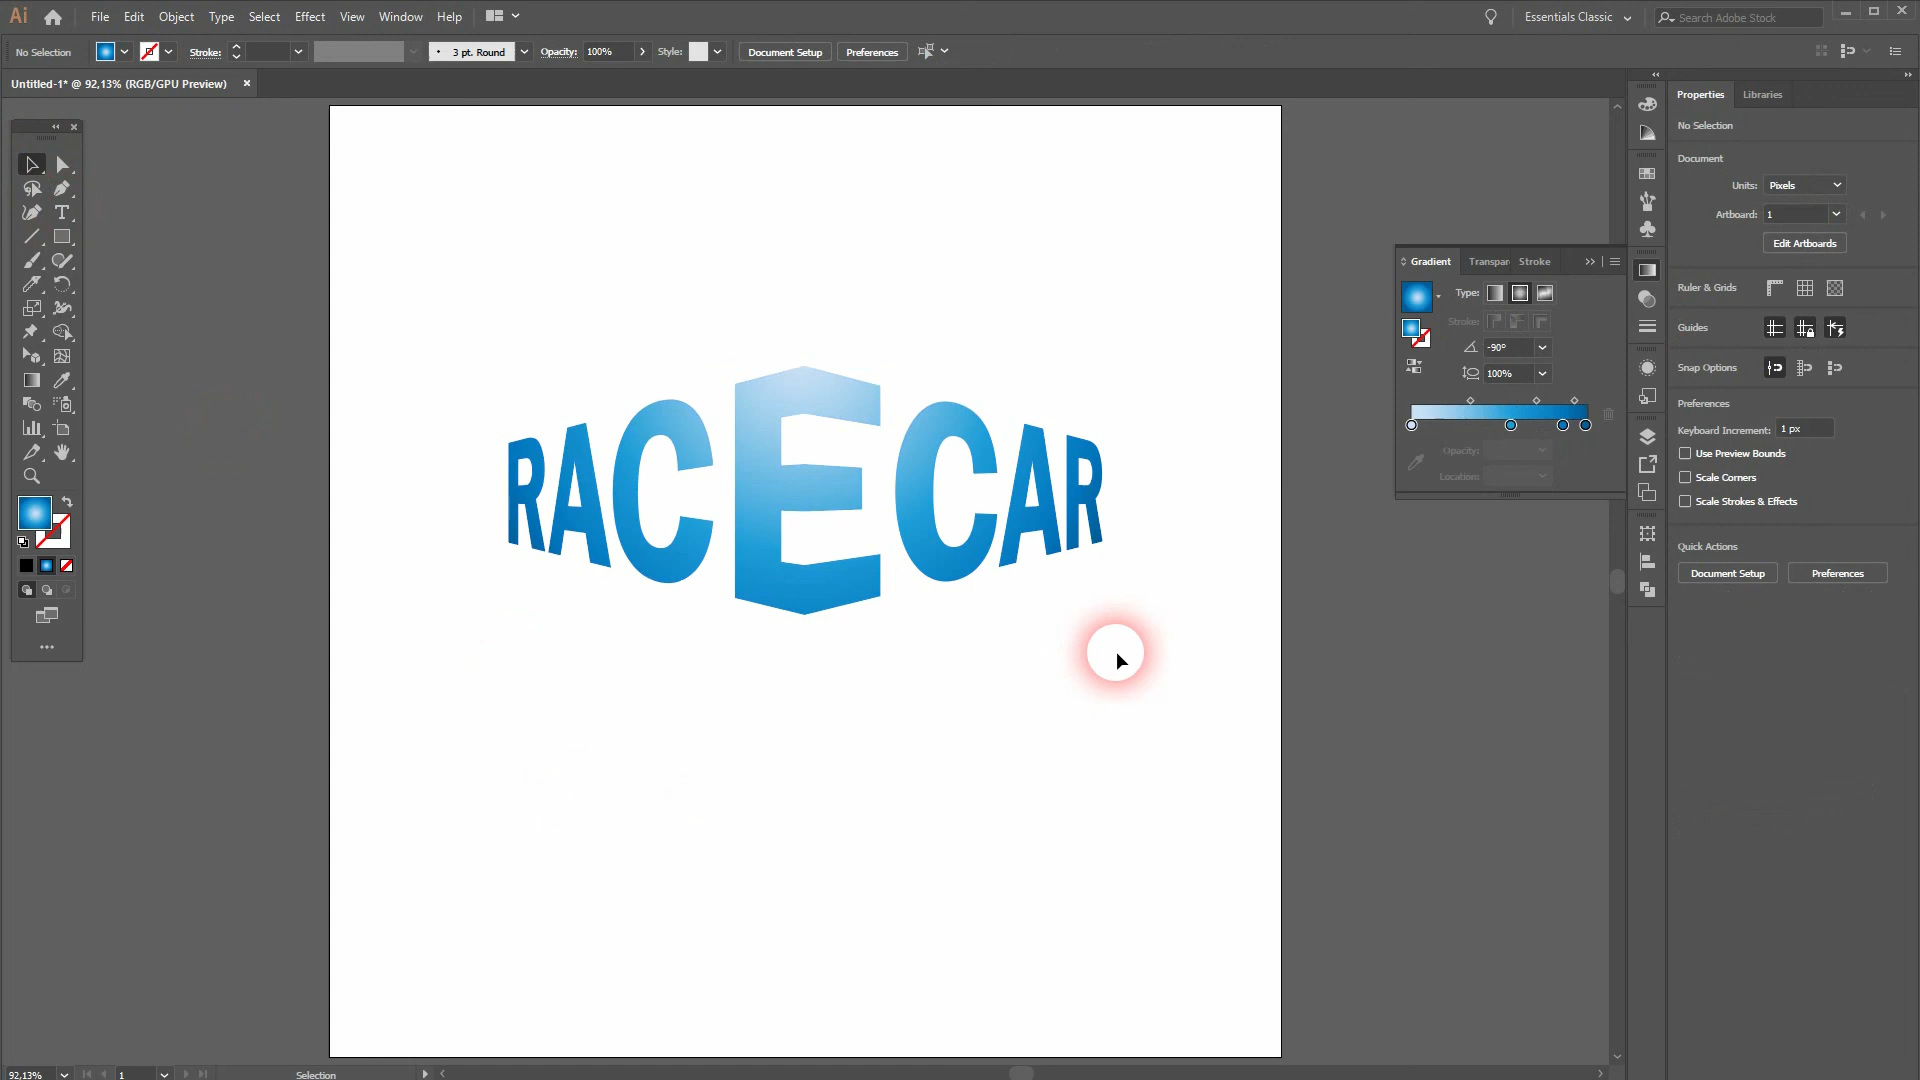 Ai File Edit Object Type Select Effect View Window Help Essentials Classic Search Adobe Stock
No Selection Stroke: 3 pt. Round Opacity: 100% Style: Document Setup Preferences
Untitled-1* @ 92,13% (RGB/GPU Preview)
RACECAR
Gradient Transpar Stroke
Type:
Stroke:
-90°
100%
Opacity:
Location:
Properties Libraries
No Selection
Document
Units: Pixels
Artboard: 1
Edit Artboards
Ruler & Grids
Guides
Snap Options
Preferences
Keyboard Increment: 1 px
Use Preview Bounds
Scale Corners
Scale Strokes & Effects
Quick Actions
Document Setup Preferences
92,13% 1 Selection